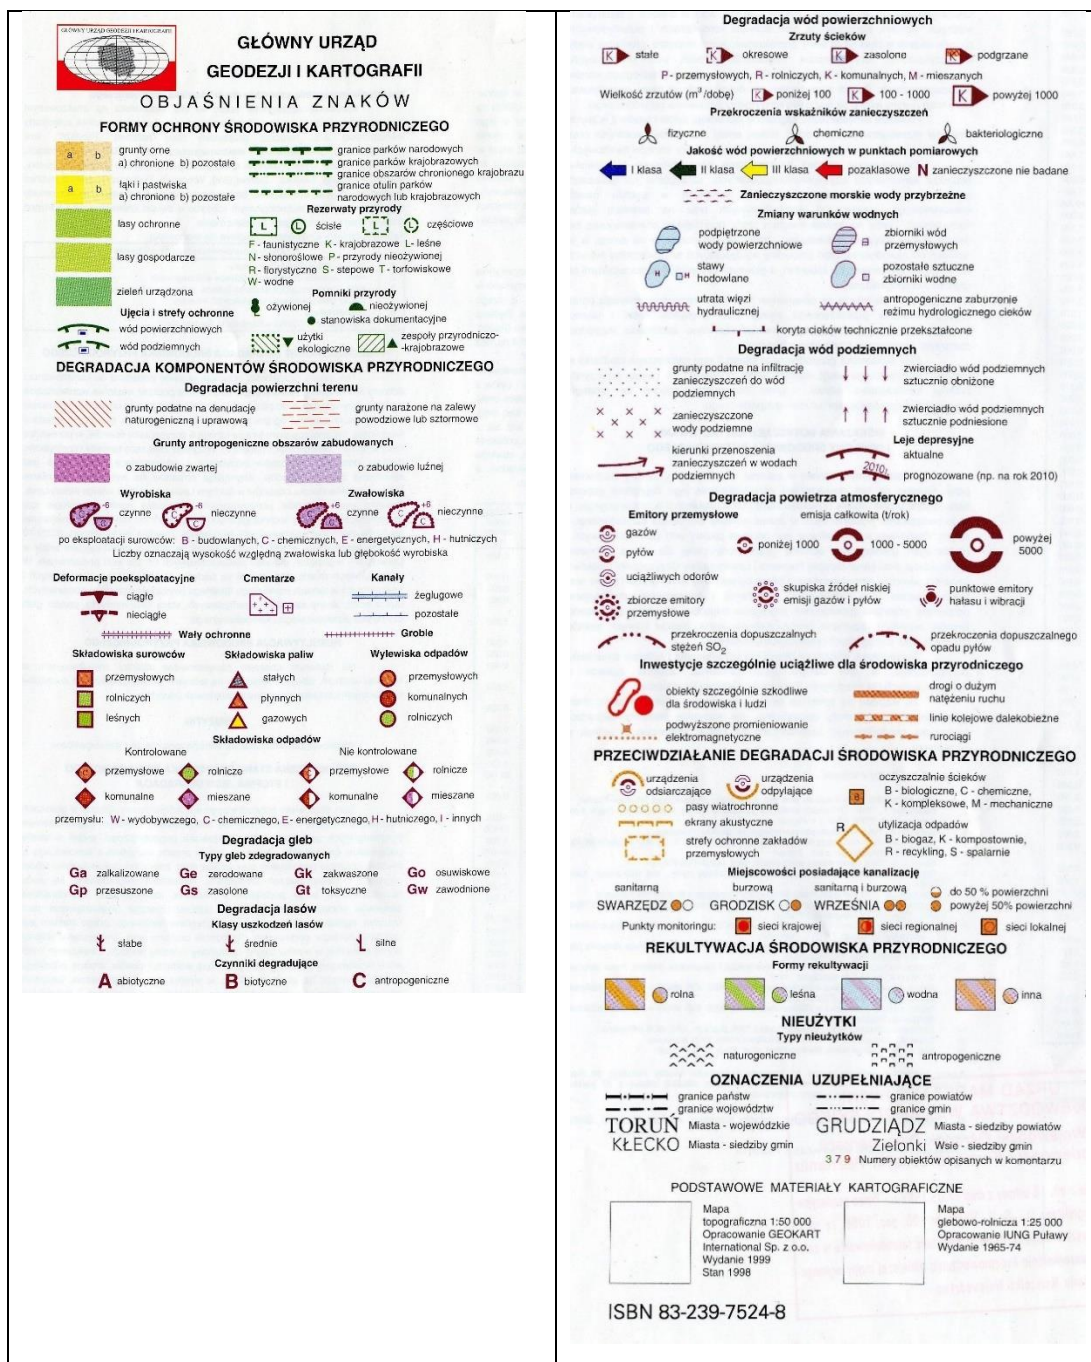 GŁÓWNY URZĄD GEODEZJI I KARTOGRAFII
GŁÓWNY URZĄD
GEODEZJI I KARTOGRAFII
OBJAŚNIENIA ZNAKÓW
FORMY OCHRONY ŚRODOWISKA PRZYRODNICZEGO
a b grunty orne
a) chronione b) pozostałe
a b łąki i pastwiska
a) chronione b) pozostałe
lasy ochronne
lasy gospodarcze
zieleń urządzona
Ujęcia i strefy ochronne
wód powierzchniowych
wód podziemnych
granice parków narodowych
granice parków krajobrazowych
granice obszarów chronionego krajobrazu
granice otulin parków
narodowych lub krajobrazowych
Rezerwaty przyrody
L L ścisłe L L częściowe
F - faunistyczne K - krajobrazowe L - leśne
N - słonoroślowe P - przyrody nieożywionej
R - florystyczne S - stepowe T - torfowiskowe
W - wodne
Pomniki przyrody
ożywionej nieożywionej
stanowiska dokumentacyjne
użytki
ekologiczne
zespoły przyrodniczo-
-krajobrazowe
DEGRADACJA KOMPONENTÓW ŚRODOWISKA PRZYRODNICZEGO
Degradacja powierzchni terenu
grunty podatne na denudację
naturogeniczną i uprawową
grunty narażone na zalewy
powodziowe lub sztormowe
Grunty antropogeniczne obszarów zabudowanych
o zabudowie zwartej o zabudowie luźnej
Wyrobiska Zwałowiska
C -6 C czynne C -6 C nieczynne C +6 C czynne C +6 C nieczynne
po eksploatacji surowców: B - budowlanych, C - chemicznych, E - energetycznych, H - hutniczych
Liczby oznaczają wysokość względną zwałowiska lub głębokość wyrobiska
Deformacje poeksploatacyjne Cmentarze Kanały
ciągłe żeglugowe
nieciągłe pozostałe
Wały ochronne Groble
Składowiska surowców Składowiska paliw Wylewiska odpadów
przemysłowych stałych przemysłowych
rolniczych płynnych komunalnych
leśnych gazowych rolniczych
Składowiska odpadów
Kontrolowane Nie kontrolowane
C przemysłowe rolnicze C przemysłowe rolnicze
komunalne mieszane komunalne mieszane
przemysłu: W - wydobywczego, C - chemicznego, E - energetycznego, H - hutniczego, I - innych
Degradacja gleb
Typy gleb zdegradowanych
Ga zalkalizowane Ge zerodowane Gk zakwaszone Go osuwiskowe
Gp przesuszone Gs zasolone Gt toksyczne Gw zawodnione
Degradacja lasów
Klasy uszkodzeń lasów
słabe średnie silne
Czynniki degradujące
A abiotyczne B biotyczne C antropogeniczne
Degradacja wód powierzchniowych
Zrzuty ścieków
K stałe K okresowe K zasolone K podgrzane
P - przemysłowych, R - rolniczych, K - komunalnych, M - mieszanych
Wielkość zrzutów (m³/dobę) K poniżej 100 K 100 - 1000 K powyżej 1000
Przekroczenia wskaźników zanieczyszczeń
fizyczne chemiczne bakteriologiczne
Jakość wód powierzchniowych w punktach pomiarowych
I klasa II klasa III klasa pozaklasowe N zanieczyszczone nie badane
Zanieczyszczone morskie wody przybrzeżne
Zmiany warunków wodnych
podpiętrzone
wody powierzchniowe
zbiorniki wód
przemysłowych
H H stawy
hodowlane
pozostałe sztuczne
zbiorniki wodne
utrata więzi
hydraulicznej
antropogeniczne zaburzenie
reżimu hydrologicznego cieków
koryta cieków technicznie przekształcone
Degradacja wód podziemnych
grunty podatne na infiltrację
zanieczyszczeń do wód
podziemnych
zwierciadło wód podziemnych
sztucznie obniżone
zanieczyszczone
wody podziemne
zwierciadło wód podziemnych
sztucznie podniesione
kierunki przenoszenia
zanieczyszczeń w wodach
podziemnych
Leje depresyjne
aktualne
2010r. prognozowane (np. na rok 2010)
Degradacja powietrza atmosferycznego
Emitory przemysłowe emisja całkowita (t/rok)
gazów
pyłów
poniżej 1000 1000 - 5000 powyżej
5000
uciążliwych odorów
zbiorcze emitory
przemysłowe
skupiska źródeł niskiej
emisji gazów i pyłów
punktowe emitory
hałasu i wibracji
przekroczenia dopuszczalnych
stężeń SO₂
przekroczenia dopuszczalnego
opadu pyłów
Inwestycje szczególnie uciążliwe dla środowiska przyrodniczego
obiekty szczególnie szkodliwe
dla środowiska i ludzi
drogi o dużym
natężeniu ruchu
podwyższone promieniowanie
elektromagnetyczne
linie kolejowe dalekobieżne
rurociągi
PRZECIWDZIAŁANIE DEGRADACJI ŚRODOWISKA PRZYRODNICZEGO
urządzenia
odsiarczające
urządzenia
odpylające
pasy wiatrochronne
ekrany akustyczne
strefy ochronne zakładów
przemysłowych
B oczyszczalnie ścieków
B - biologiczne, C - chemiczne,
K - kompleksowe, M - mechaniczne
R utylizacja odpadów
B - biogaz, K - kompostownie,
R - recykling, S - spalarnie
Miejscowości posiadające kanalizację
sanitarną burzową sanitarną i burzową do 50 % powierzchni
SWARZĘDZ GRODZISK WRZEŚNIA powyżej 50% powierzchni
Punkty monitoringu: sieci krajowej sieci regionalnej sieci lokalnej
REKULTYWACJA ŚRODOWISKA PRZYRODNICZEGO
Formy rekultywacji
rolna leśna wodna inna
NIEUŻYTKI
Typy nieużytków
naturogeniczne antropogeniczne
OZNACZENIA UZUPEŁNIAJĄCE
granice państw granice powiatów
granice województw granice gmin
TORUŃ Miasta - wojewódzkie GRUDZIĄDZ Miasta - siedziby powiatów
KŁECKO Miasta - siedziby gmin Zielonki Wsie - siedziby gmin
3 7 9 Numery obiektów opisanych w komentarzu
PODSTAWOWE MATERIAŁY KARTOGRAFICZNE
Mapa
topograficzna 1:50 000
Opracowanie GEOKART
International Sp. z o.o.
Wydanie 1999
Stan 1998
Mapa
glebowo-rolnicza 1:25 000
Opracowanie IUNG Puławy
Wydanie 1965-74
ISBN 83-239-7524-8